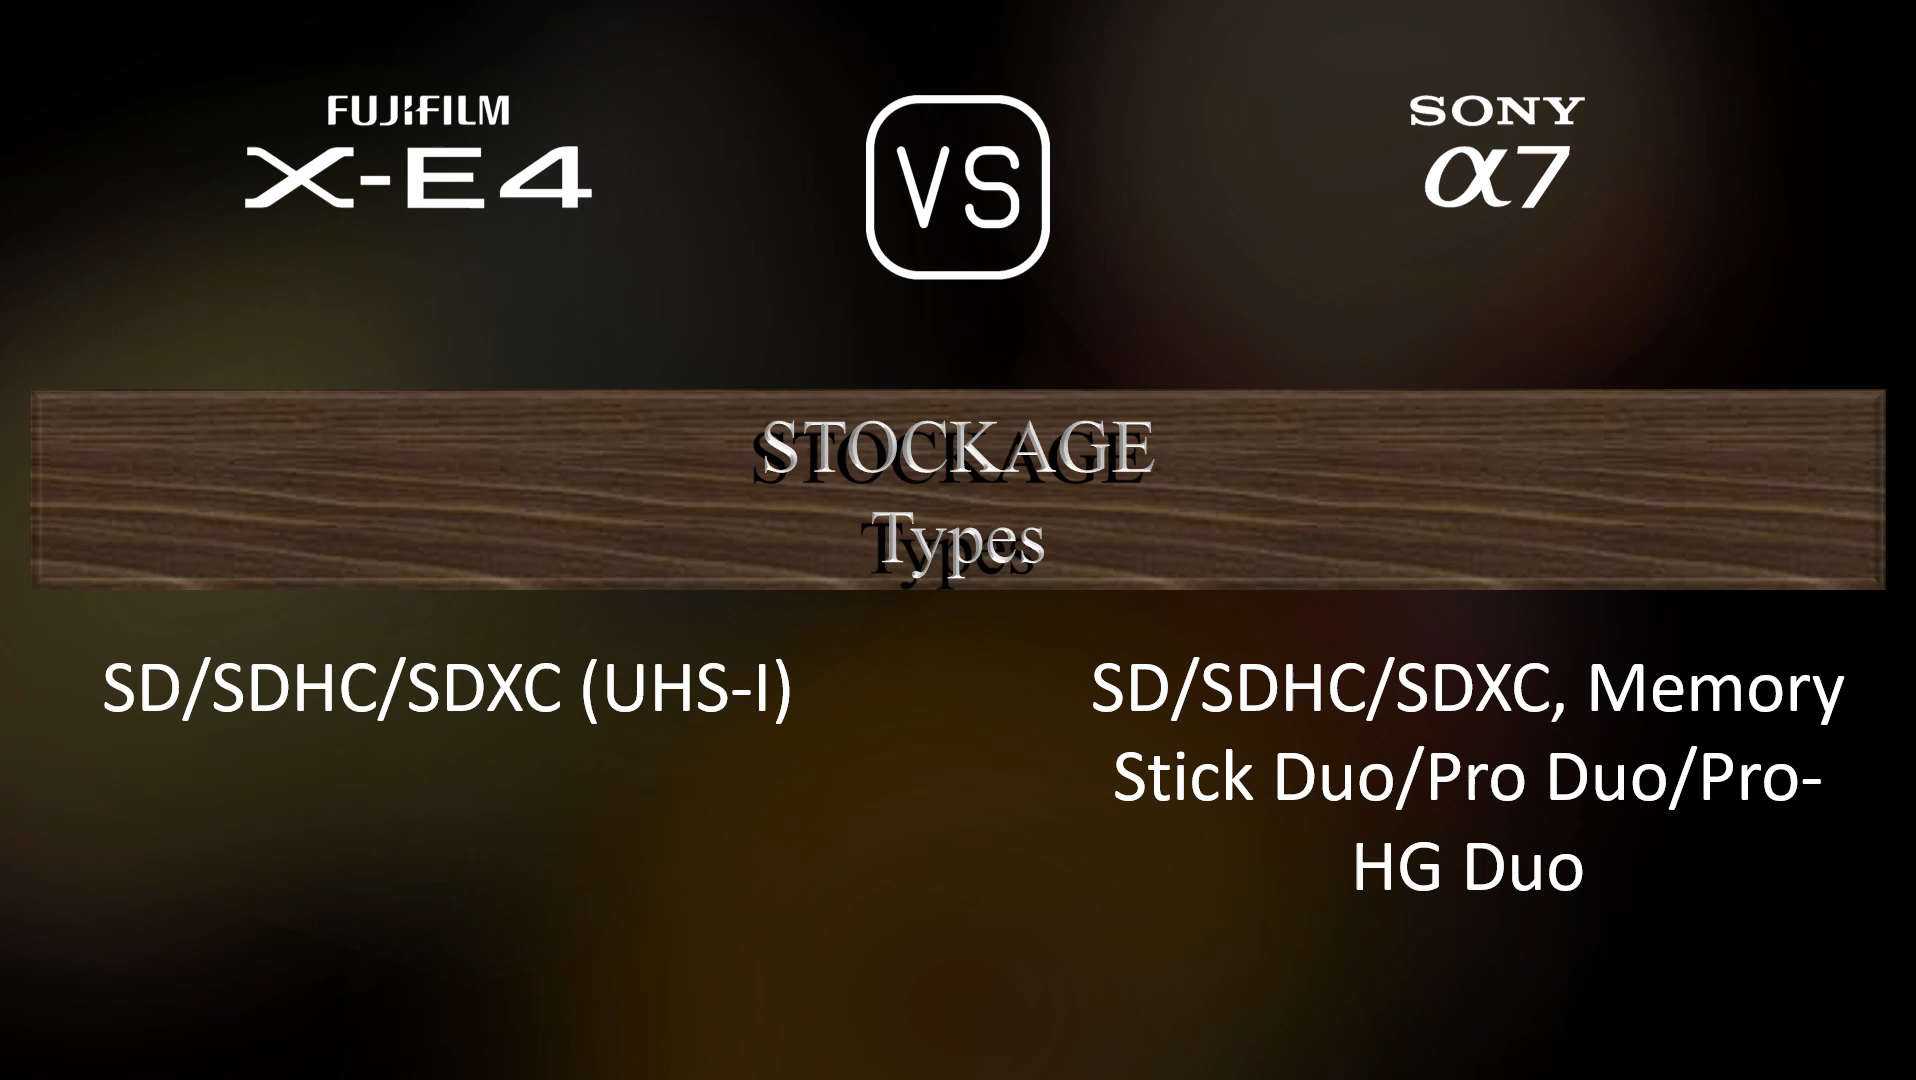 FUJIFILM
X-E4
VS
SONY
α7
STOCKAGE
Types
SD/SDHC/SDXC (UHS-I)
SD/SDHC/SDXC, Memory
Stick Duo/Pro Duo/Pro-
HG Duo